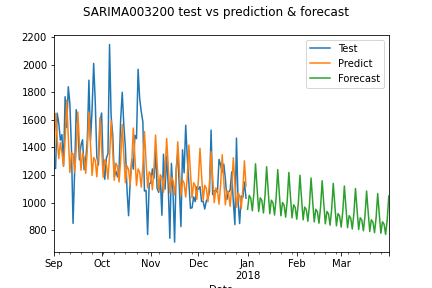 SARIMA003200 test vs prediction & forecast
2200
2000
1800
1600
1400
1200
1000
800
Test
Predict
Forecast
Sep Oct Nov Dec Jan Feb Mar
2018
Date